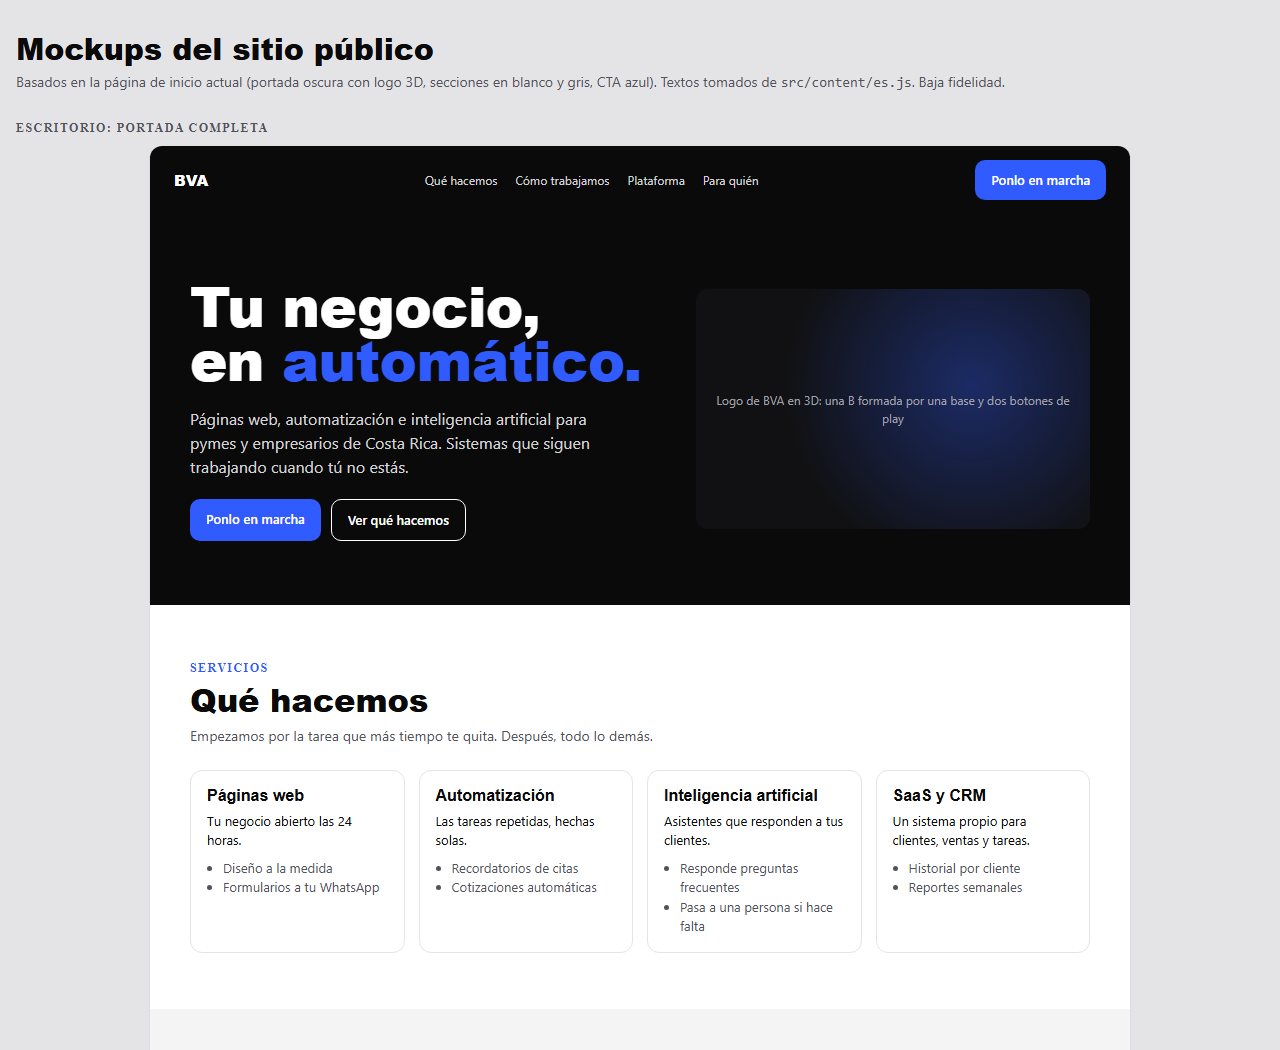 Mockups del sitio público
Basados en la página de inicio actual (portada oscura con logo 3D, secciones en blanco y gris, CTA azul). Textos tomados de src/content/es.js. Baja fidelidad.
ESCRITORIO: PORTADA COMPLETA
BVA
Qué hacemos
Cómo trabajamos
Plataforma
Para quién
Ponlo en marcha
Tu negocio,
en automático.
Páginas web, automatización e inteligencia artificial para
pymes y empresarios de Costa Rica. Sistemas que siguen
trabajando cuando tú no estás.
Ponlo en marcha
Ver qué hacemos
Logo de BVA en 3D: una B formada por una base y dos botones de
play
SERVICIOS
Qué hacemos
Empezamos por la tarea que más tiempo te quita. Después, todo lo demás.
Páginas web
Tu negocio abierto las 24
horas.
• Diseño a la medida
• Formularios a tu WhatsApp
Automatización
Las tareas repetidas, hechas
solas.
• Recordatorios de citas
• Cotizaciones automáticas
Inteligencia artificial
Asistentes que responden a tus
clientes.
• Responde preguntas
frecuentes
• Pasa a una persona si hace
falta
SaaS y CRM
Un sistema propio para
clientes, ventas y tareas.
• Historial por cliente
• Reportes semanales